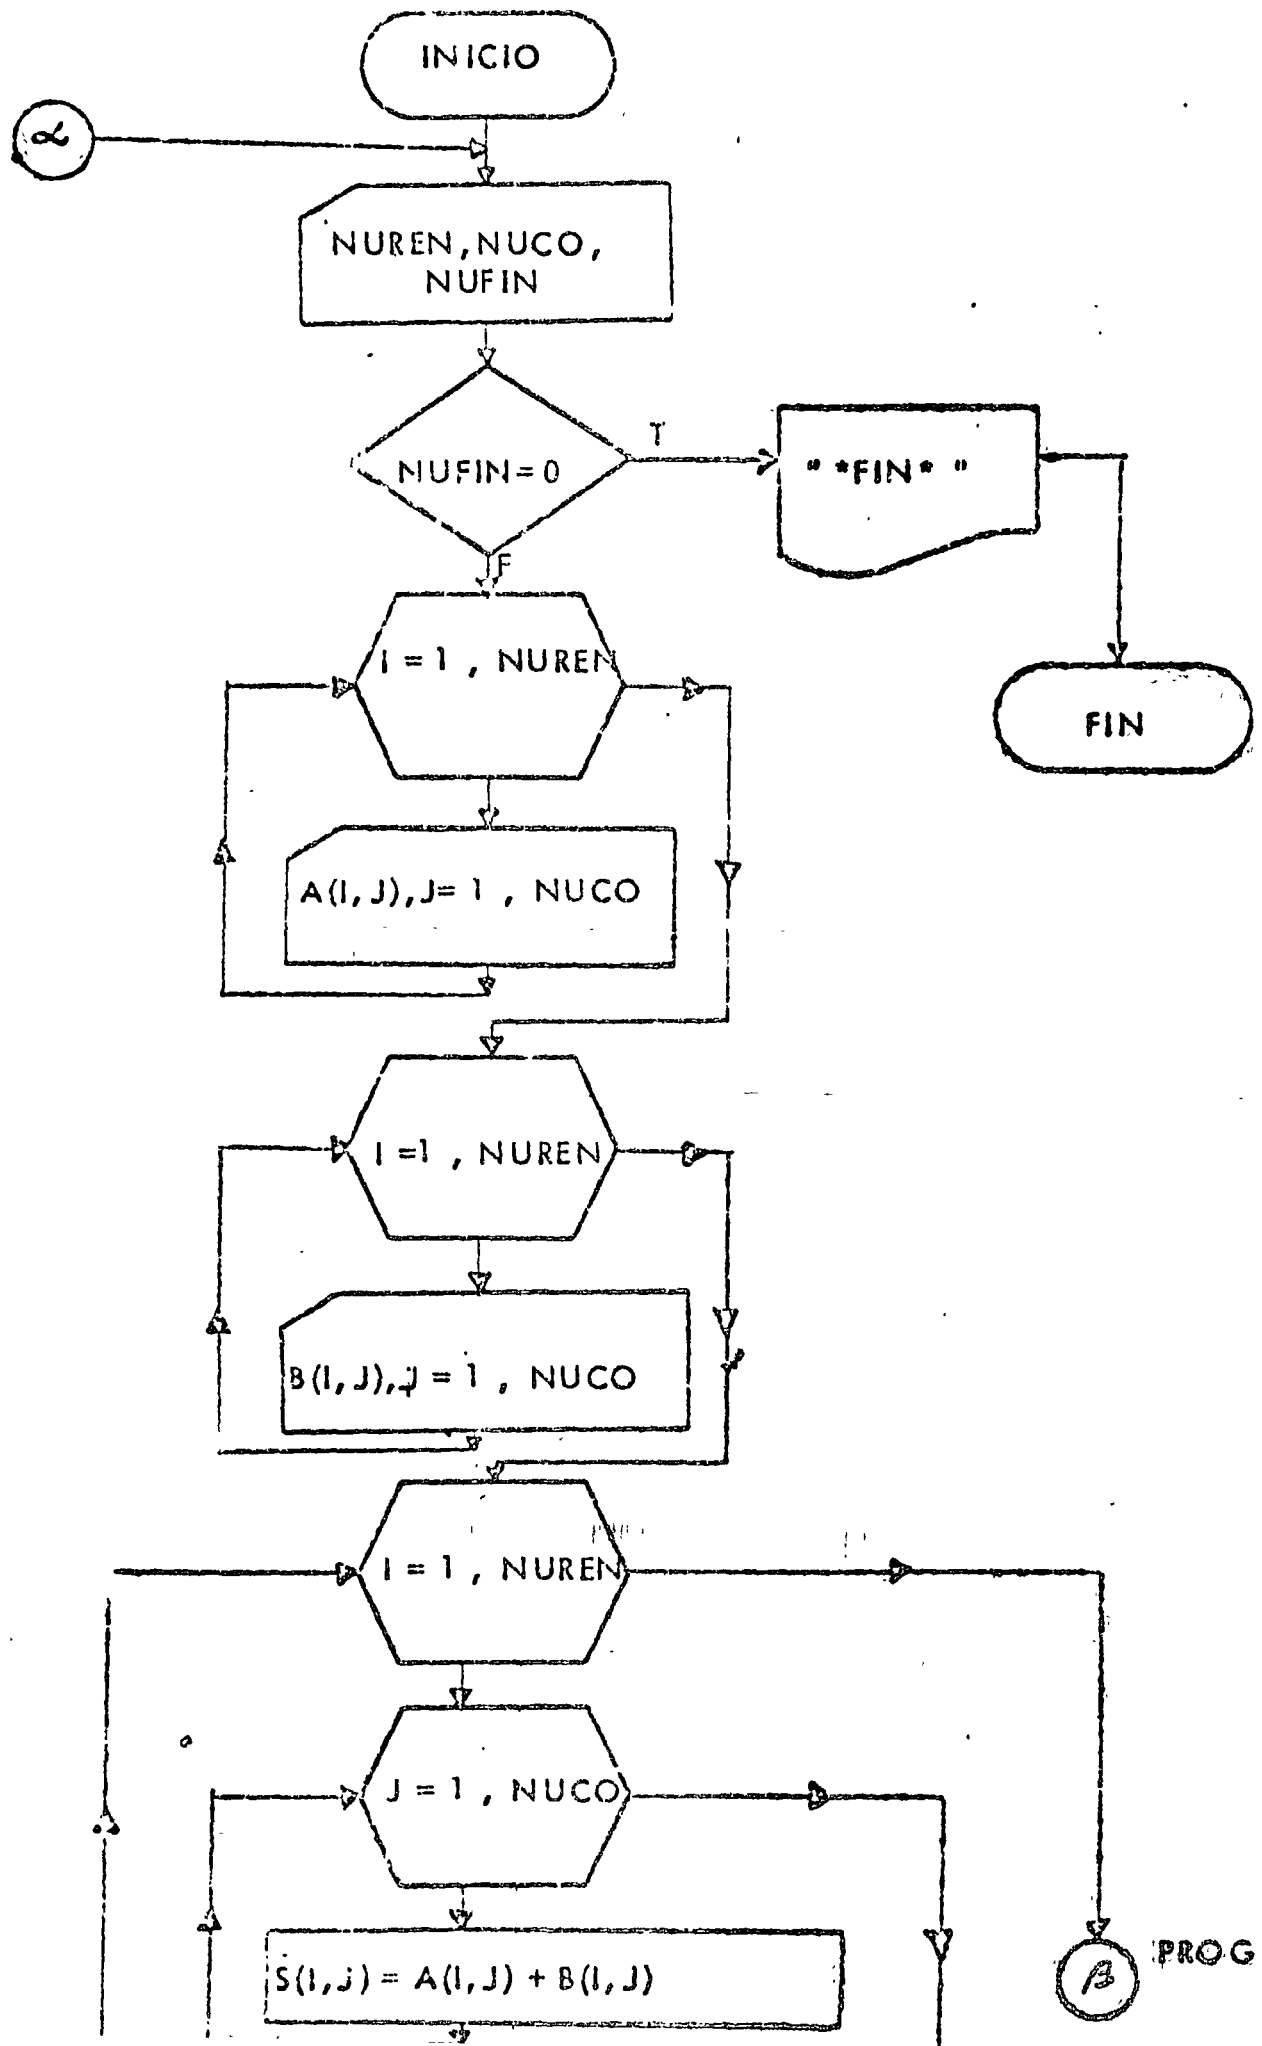 INICIO
α
NUREN, NUCO,
NUFIN
NUFIN=0
T
" *FIN* "
F
I = 1 , NUREN
FIN
A(I, J), J= 1 , NUCO
I =1 , NUREN
B(I, J), J = 1 , NUCO
I = 1 , NUREN
J = 1 , NUCO
S(I, J) = A(I, J) + B(I, J)
β
PROG